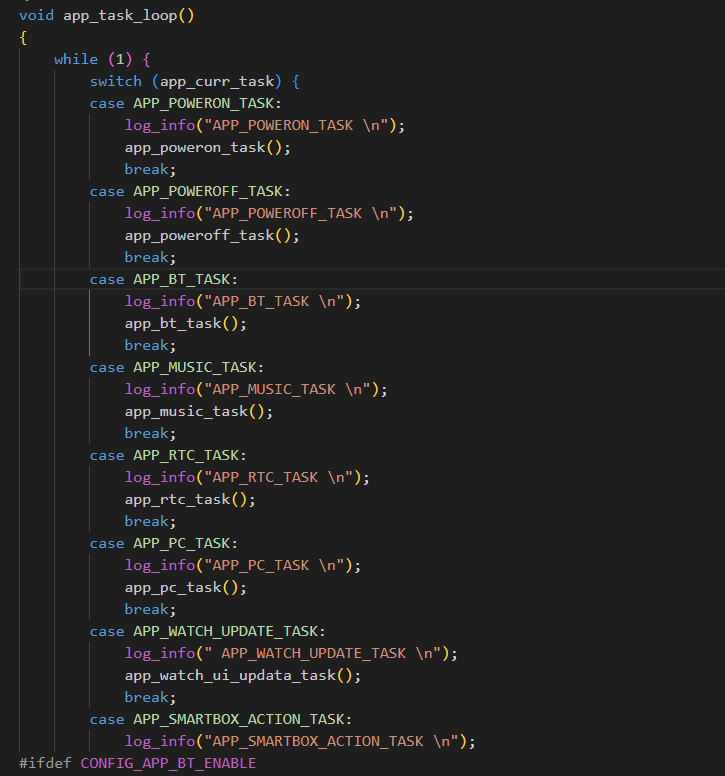 void app_task_loop()
{
    while (1) {
        switch (app_curr_task) {
        case APP_POWERON_TASK:
            log_info("APP_POWERON_TASK \n");
            app_poweron_task();
            break;
        case APP_POWEROFF_TASK:
            log_info("APP_POWEROFF_TASK \n");
            app_poweroff_task();
            break;
        case APP_BT_TASK:
            log_info("APP_BT_TASK \n");
            app_bt_task();
            break;
        case APP_MUSIC_TASK:
            log_info("APP_MUSIC_TASK \n");
            app_music_task();
            break;
        case APP_RTC_TASK:
            log_info("APP_RTC_TASK \n");
            app_rtc_task();
            break;
        case APP_PC_TASK:
            log_info("APP_PC_TASK \n");
            app_pc_task();
            break;
        case APP_WATCH_UPDATE_TASK:
            log_info(" APP_WATCH_UPDATE_TASK \n");
            app_watch_ui_updata_task();
            break;
        case APP_SMARTBOX_ACTION_TASK:
            log_info("APP_SMARTBOX_ACTION_TASK \n");
#ifdef CONFIG_APP_BT_ENABLE